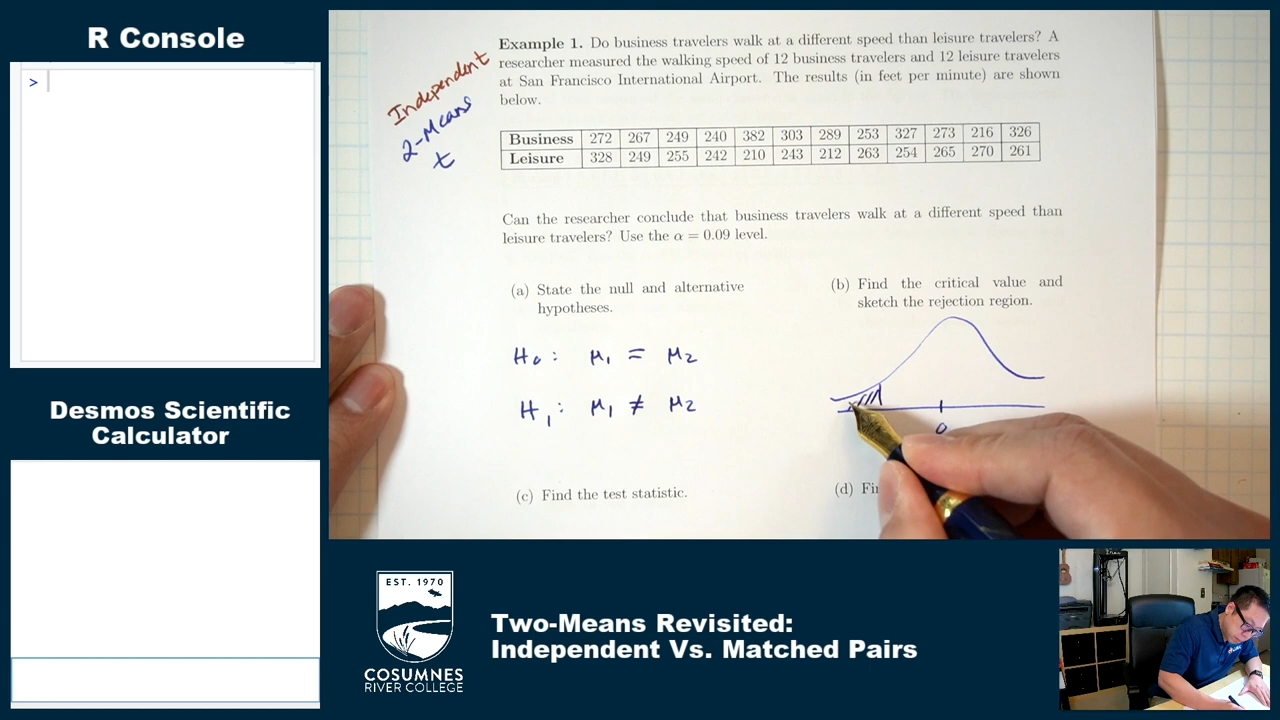 R Console
>
Desmos Scientific
Calculator
Independent
2-Means
t
Example 1. Do business travelers walk at a different speed than leisure travelers? A
researcher measured the walking speed of 12 business travelers and 12 leisure travelers
at San Francisco International Airport. The results (in feet per minute) are shown
below.
Business 272 267 249 240 382 303 289 253 327 273 216 326
Leisure 328 249 255 242 210 243 212 263 254 265 270 261
Can the researcher conclude that business travelers walk at a different speed than
leisure travelers? Use the α = 0.09 level.
(a) State the null and alternative
hypotheses.
H₀: μ₁ = μ₂
H₁: μ₁ ≠ μ₂
(b) Find the critical value and
sketch the rejection region.
0
(c) Find the test statistic.
(d)
EST. 1970
COSUMNES
RIVER COLLEGE
Two-Means Revisited:
Independent Vs. Matched Pairs